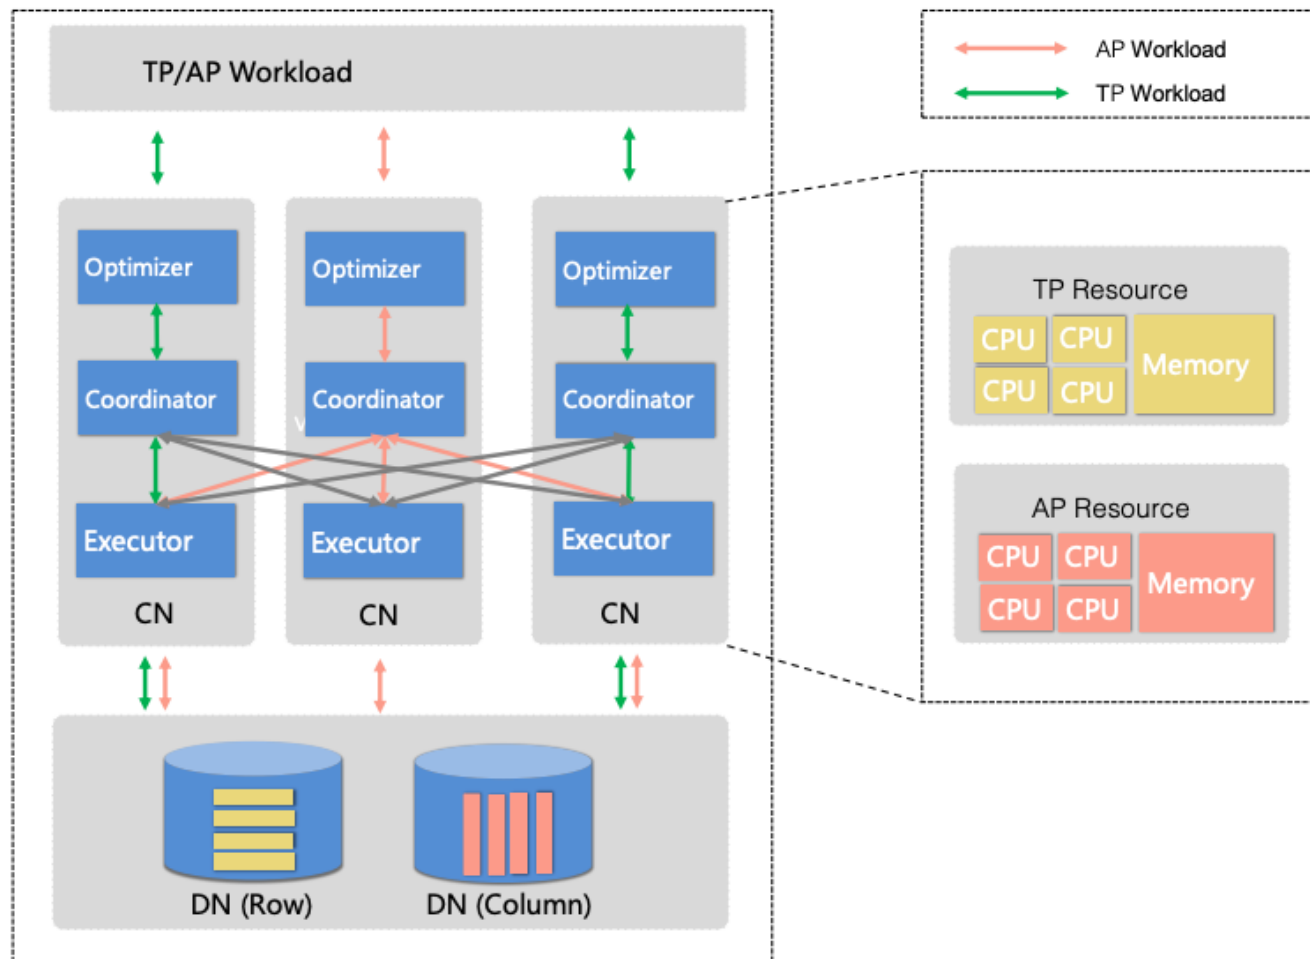 TP/AP Workload
AP Workload
TP Workload
Optimizer
Optimizer
Optimizer
Coordinator
Coordinator
Coordinator
V
Executor
Executor
Executor
CN
CN
CN
TP Resource
CPU CPU
CPU CPU
Memory
AP Resource
CPU CPU
CPU CPU
Memory
DN (Row)
DN (Column)